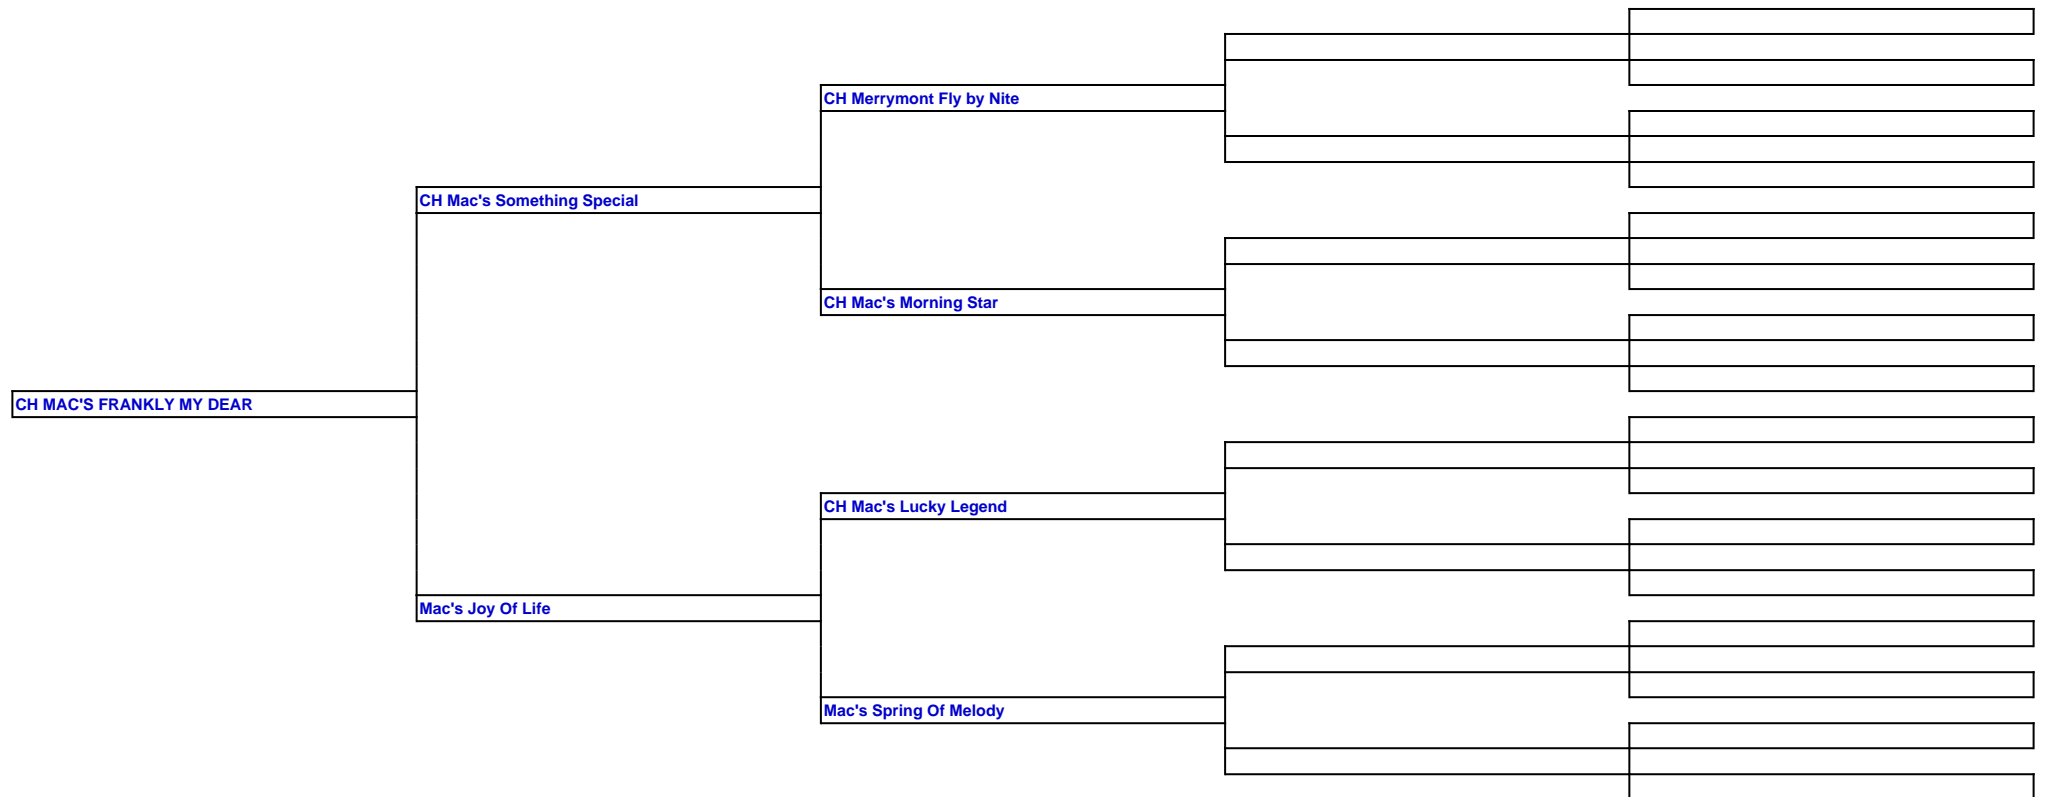 CH Merrymont Fly by Nite
CH Mac's Something Special
CH Mac's Morning Star
CH MAC'S FRANKLY MY DEAR
CH Mac's Lucky Legend
Mac's Joy Of Life
Mac's Spring Of Melody